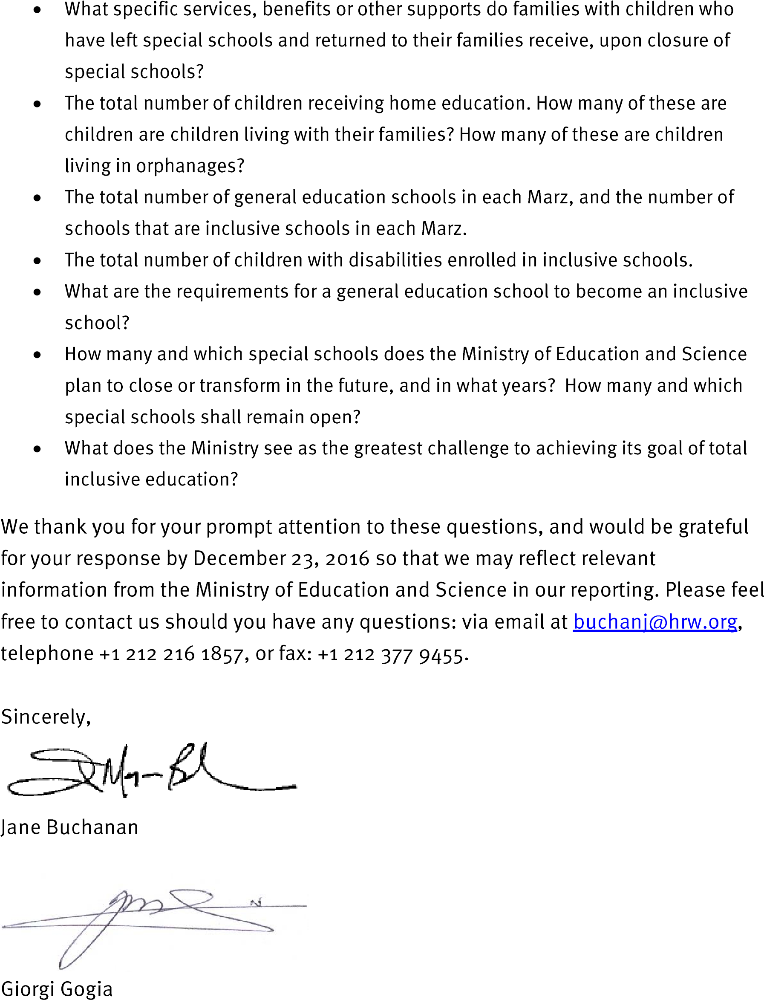 • What specific services, benefits or other supports do families with children who
have left special schools and returned to their families receive, upon closure of
special schools?
• The total number of children receiving home education. How many of these are
children are children living with their families? How many of these are children
living in orphanages?
• The total number of general education schools in each Marz, and the number of
schools that are inclusive schools in each Marz.
• The total number of children with disabilities enrolled in inclusive schools.
• What are the requirements for a general education school to become an inclusive
school?
• How many and which special schools does the Ministry of Education and Science
plan to close or transform in the future, and in what years?  How many and which
special schools shall remain open?
• What does the Ministry see as the greatest challenge to achieving its goal of total
inclusive education?
We thank you for your prompt attention to these questions, and would be grateful
for your response by December 23, 2016 so that we may reflect relevant
information from the Ministry of Education and Science in our reporting. Please feel
free to contact us should you have any questions: via email at buchanj@hrw.org,
telephone +1 212 216 1857, or fax: +1 212 377 9455.
Sincerely,
Jane Buchanan
Giorgi Gogia